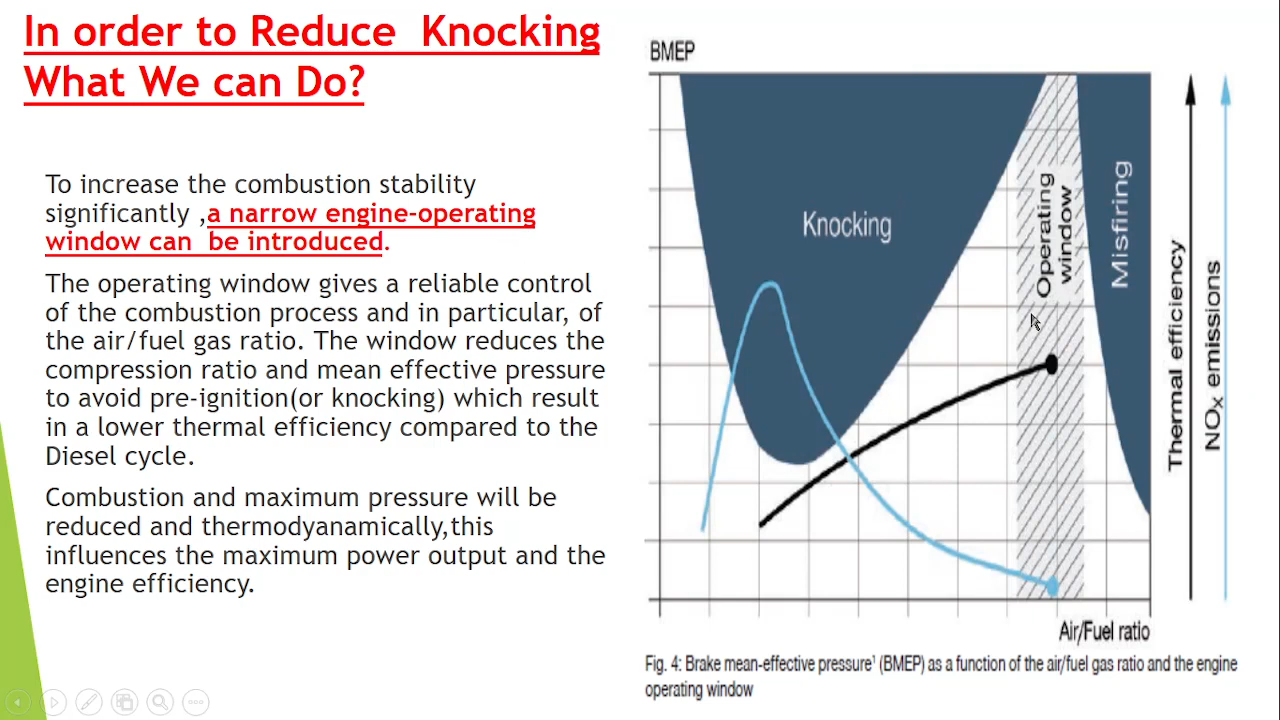 In order to Reduce  Knocking
What We can Do?
To increase the combustion stability
significantly ,a narrow engine-operating
window can  be introduced.
The operating window gives a reliable control
of the combustion process and in particular, of
the air/fuel gas ratio. The window reduces the
compression ratio and mean effective pressure
to avoid pre-ignition(or knocking) which result
in a lower thermal efficiency compared to the
Diesel cycle.
Combustion and maximum pressure will be
reduced and thermodyanamically,this
influences the maximum power output and the
engine efficiency.
BMEP
Knocking
Operating
window
Misfiring
Thermal efficiency
NOx emissions
Air/Fuel ratio
Fig. 4: Brake mean-effective pressure¹ (BMEP) as a function of the air/fuel gas ratio and the engine
operating window